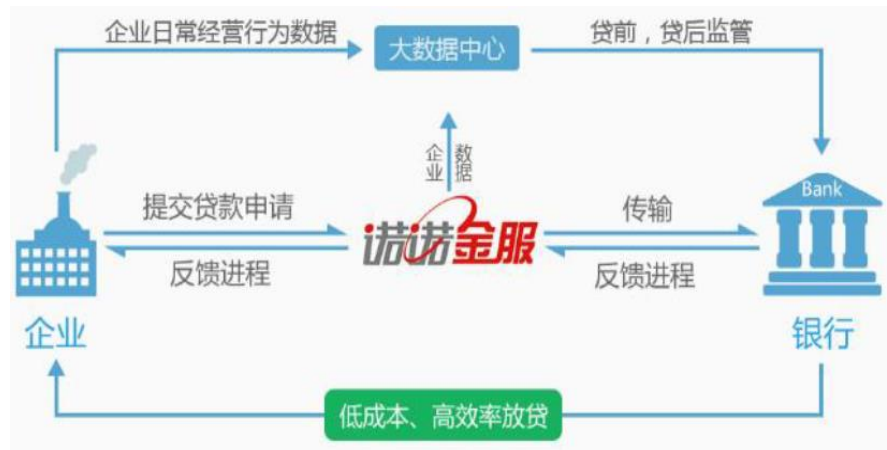 企业日常经营行为数据
大数据中心
贷前，贷后监管
企业
数据
Bank
提交贷款申请
诺诺金服
传输
反馈进程
反馈进程
企业
银行
低成本、高效率放贷